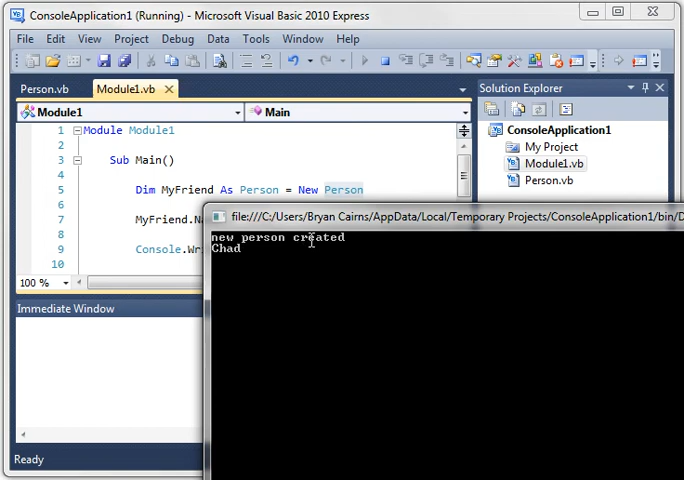 ConsoleApplication1 (Running) - Microsoft Visual Basic 2010 Express
File Edit View Project Debug Data Tools Window Help
Person.vb Module1.vb
Module1 Main
1 Module Module1
2
3 Sub Main()
4
5 Dim MyFriend As Person = New Person
6
7 MyFriend.Na
8
9 Console.Wri
10
100 %
Immediate Window
Ready
Solution Explorer
ConsoleApplication1
My Project
Module1.vb
Person.vb
file:///C:/Users/Bryan Cairns/AppData/Local/Temporary Projects/ConsoleApplication1/bin/D
new person created
Chad